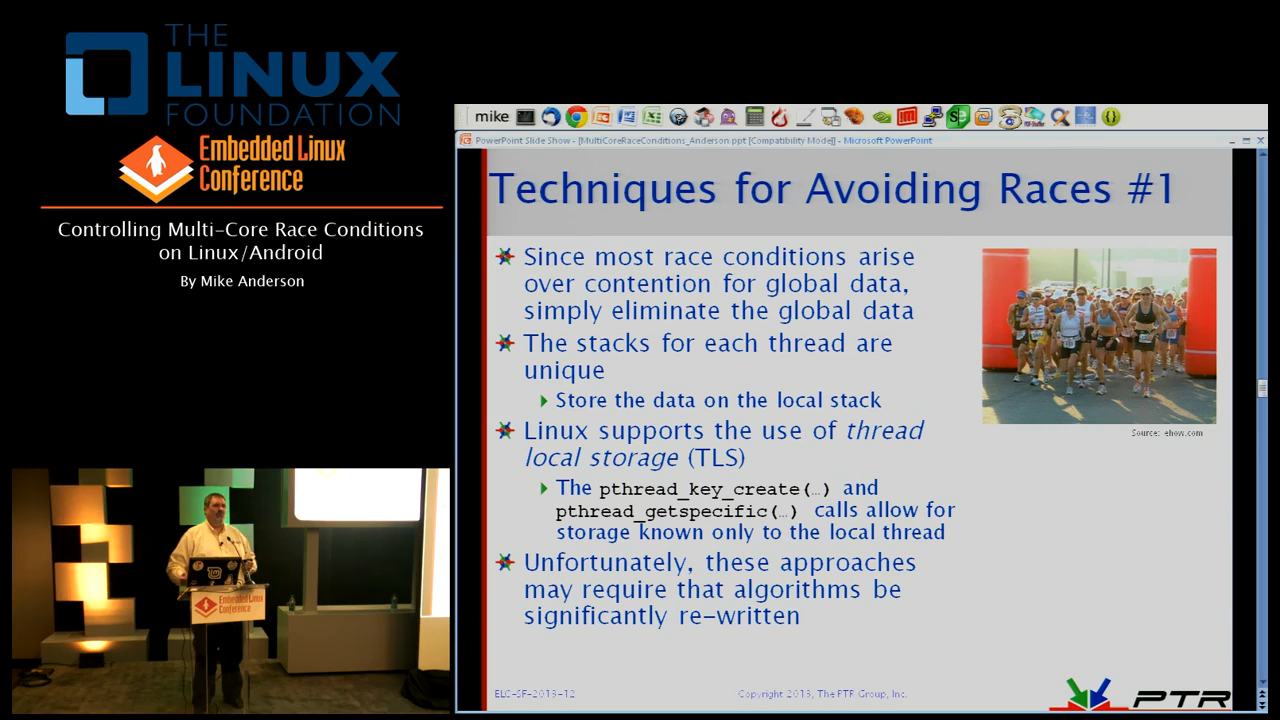 THE
LINUX
FOUNDATION
Embedded Linux
Conference
Controlling Multi-Core Race Conditions
on Linux/Android
By Mike Anderson
mike
PowerPoint Slide Show - [MultiCoreRaceConditions_Anderson.ppt [Compatibility Mode]] - Microsoft PowerPoint
Techniques for Avoiding Races #1
Since most race conditions arise
over contention for global data,
simply eliminate the global data
The stacks for each thread are
unique
Store the data on the local stack
Linux supports the use of thread
local storage (TLS)
The pthread_key_create(…) and
pthread_getspecific(…) calls allow for
storage known only to the local thread
Unfortunately, these approaches
may require that algorithms be
significantly re-written
Source: ehow.com
ELC-SF-2013-12
Copyright 2013, The PTR Group, Inc.
PTR
Embedded Linux
Conference